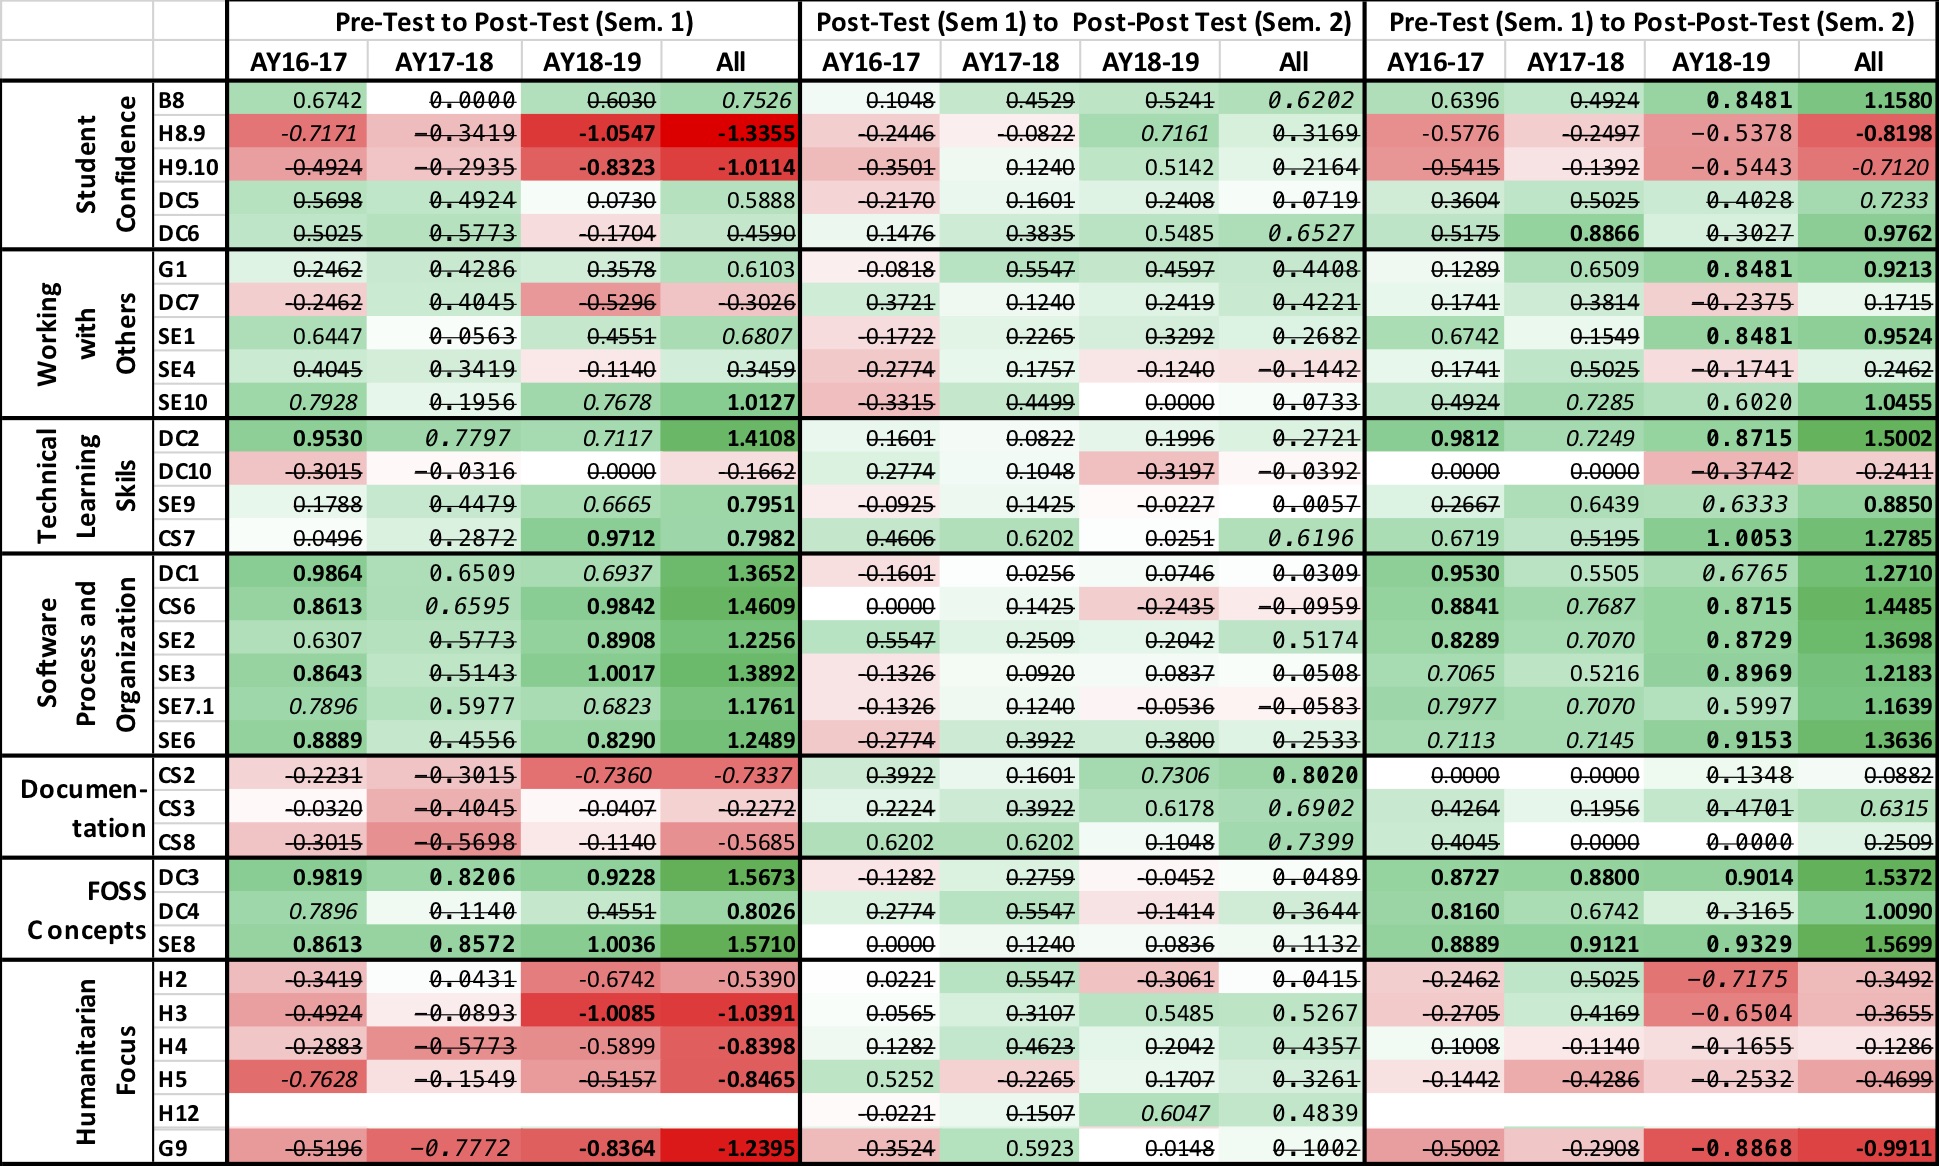 Pre-Test to Post-Test (Sem. 1) Post-Test (Sem 1) to Post-Post Test (Sem. 2) Pre-Test (Sem. 1) to Post-Post-Test (Sem. 2)
AY16-17 AY17-18 AY18-19 All AY16-17 AY17-18 AY18-19 All AY16-17 AY17-18 AY18-19 All
Student
Confidence
B8 0.6742 0.0000 0.6030 0.7526 0.1048 0.4529 0.5241 0.6202 0.6396 0.4924 0.8481 1.1580
H8.9 -0.7171 -0.3419 -1.0547 -1.3355 -0.2446 -0.0822 0.7161 0.3169 -0.5776 -0.2497 -0.5378 -0.8198
H9.10 -0.4924 -0.2935 -0.8323 -1.0114 -0.3501 0.1240 0.5142 0.2164 -0.5415 -0.1392 -0.5443 -0.7120
DC5 0.5698 0.4924 0.0730 0.5888 -0.2170 0.1601 0.2408 0.0719 0.3604 0.5025 0.4028 0.7233
DC6 0.5025 0.5773 -0.1704 0.4590 0.1476 0.3835 0.5485 0.6527 0.5175 0.8866 0.3027 0.9762
Working
with
Others
G1 0.2462 0.4286 0.3578 0.6103 -0.0818 0.5547 0.4597 0.4408 0.1289 0.6509 0.8481 0.9213
DC7 -0.2462 0.4045 -0.5296 -0.3026 0.3721 0.1240 0.2419 0.4221 0.1741 0.3814 -0.2375 0.1715
SE1 0.6447 0.0563 0.4551 0.6807 -0.1722 0.2265 0.3292 0.2682 0.6742 0.1549 0.8481 0.9524
SE4 0.4045 0.3419 -0.1140 0.3459 -0.2774 0.1757 -0.1240 -0.1442 0.1741 0.5025 -0.1741 0.2462
SE10 0.7928 0.1956 0.7678 1.0127 -0.3315 0.4499 0.0000 0.0733 0.4924 0.7285 0.6020 1.0455
Technical
Learning
Skils
DC2 0.9530 0.7797 0.7117 1.4108 0.1601 0.0822 0.1996 0.2721 0.9812 0.7249 0.8715 1.5002
DC10 -0.3015 -0.0316 0.0000 -0.1662 0.2774 0.1048 -0.3197 -0.0392 0.0000 0.0000 -0.3742 -0.2411
SE9 0.1788 0.4479 0.6665 0.7951 -0.0925 0.1425 -0.0227 0.0057 0.2667 0.6439 0.6333 0.8850
CS7 0.0496 0.2872 0.9712 0.7982 0.4606 0.6202 0.0251 0.6196 0.6719 0.5195 1.0053 1.2785
Software
Process and
Organization
DC1 0.9864 0.6509 0.6937 1.3652 -0.1601 0.0256 0.0746 0.0309 0.9530 0.5505 0.6765 1.2710
CS6 0.8613 0.6595 0.9842 1.4609 0.0000 0.1425 -0.2435 -0.0959 0.8841 0.7687 0.8715 1.4485
SE2 0.6307 0.5773 0.8908 1.2256 0.5547 0.2509 0.2042 0.5174 0.8289 0.7070 0.8729 1.3698
SE3 0.8643 0.5143 1.0017 1.3892 -0.1326 0.0920 0.0837 0.0508 0.7065 0.5216 0.8969 1.2183
SE7.1 0.7896 0.5977 0.6823 1.1761 -0.1326 0.1240 -0.0536 -0.0583 0.7977 0.7070 0.5997 1.1639
SE6 0.8889 0.4556 0.8290 1.2489 -0.2774 0.3922 0.3800 0.2533 0.7113 0.7145 0.9153 1.3636
Documen-
tation
CS2 -0.2231 -0.3015 -0.7360 -0.7337 0.3922 0.1601 0.7306 0.8020 0.0000 0.0000 0.1348 0.0882
CS3 -0.0320 -0.4045 -0.0407 -0.2272 0.2224 0.3922 0.6178 0.6902 0.4264 0.1956 0.4701 0.6315
CS8 -0.3015 -0.5698 -0.1140 -0.5685 0.6202 0.6202 0.1048 0.7399 0.4045 0.0000 0.0000 0.2509
FOSS
Concepts
DC3 0.9819 0.8206 0.9228 1.5673 -0.1282 0.2759 -0.0452 0.0489 0.8727 0.8800 0.9014 1.5372
DC4 0.7896 0.1140 0.4551 0.8026 0.2774 0.5547 -0.1414 0.3644 0.8160 0.6742 0.3165 1.0090
SE8 0.8613 0.8572 1.0036 1.5710 0.0000 0.1240 0.0836 0.1132 0.8889 0.9121 0.9329 1.5699
Humanitarian
Focus
H2 -0.3419 0.0431 -0.6742 -0.5390 0.0221 0.5547 -0.3061 0.0415 -0.2462 0.5025 -0.7175 -0.3492
H3 -0.4924 -0.0893 -1.0085 -1.0391 0.0565 0.3107 0.5485 0.5267 -0.2705 0.4169 -0.6504 -0.3655
H4 -0.2883 -0.5773 -0.5899 -0.8398 0.1282 0.4623 0.2042 0.4357 0.1008 -0.1140 -0.1655 -0.1286
H5 -0.7628 -0.1549 -0.5157 -0.8465 0.5252 -0.2265 0.1707 0.3261 -0.1442 -0.4286 -0.2532 -0.4699
H12 -0.0221 0.1507 0.6047 0.4839
G9 -0.5196 -0.7772 -0.8364 -1.2395 -0.3524 0.5923 0.0148 0.1002 -0.5002 -0.2908 -0.8868 -0.9911